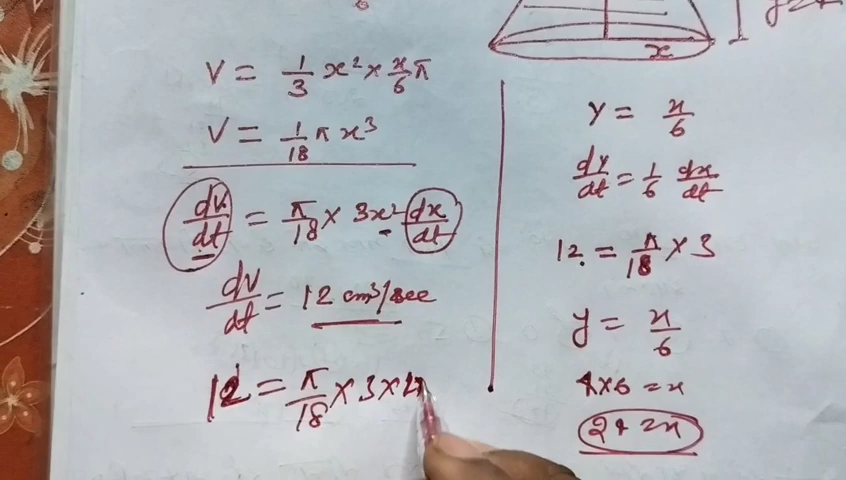 x
V = 1/3 x² × x/6 π
V = 1/18 π x³
dv/dt = π/18 × 3x² dx/dt
dv/dt = 12 cm³/sec
12 = π/18 × 3 × 2
y = x/6
dy/dt = 1/6 dx/dt
12 = π/18 × 3
y = x/6
4×6 = x
24 = x